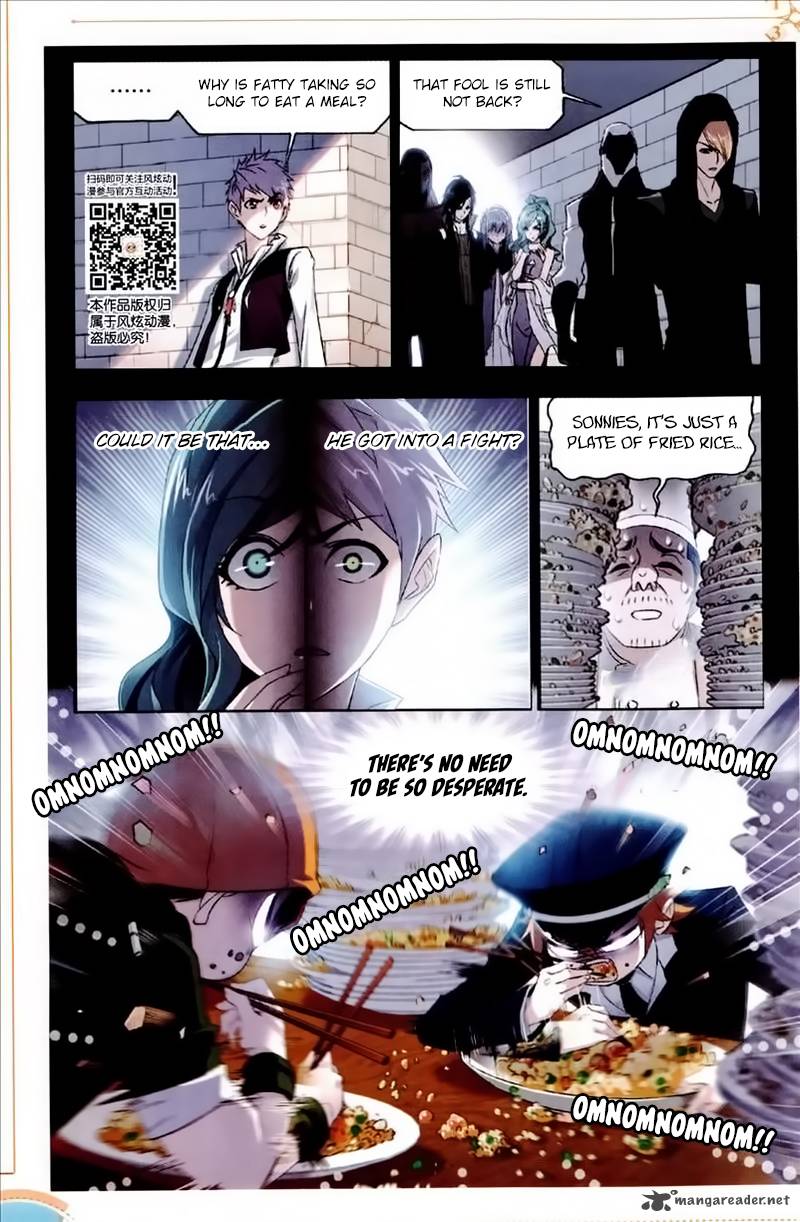 ......
WHY IS FATTY TAKING SO
LONG TO EAT A MEAL?
THAT FOOL IS STILL
NOT BACK?
扫码即可关注风炫动
漫参与官方互动活动!
本作品版权归
属于风炫动漫,
盗版必究!
COULD IT BE THAT...
HE GOT INTO A FIGHT?
SONNIES, IT'S JUST A
PLATE OF FRIED RICE...
OMNOMNOMNOM!!
THERE'S NO NEED
TO BE SO DESPERATE.
OMNOMNOMNOM!!
OMNOMNOMNOM!!
OMNOMNOMNOM!!
mangareader.net